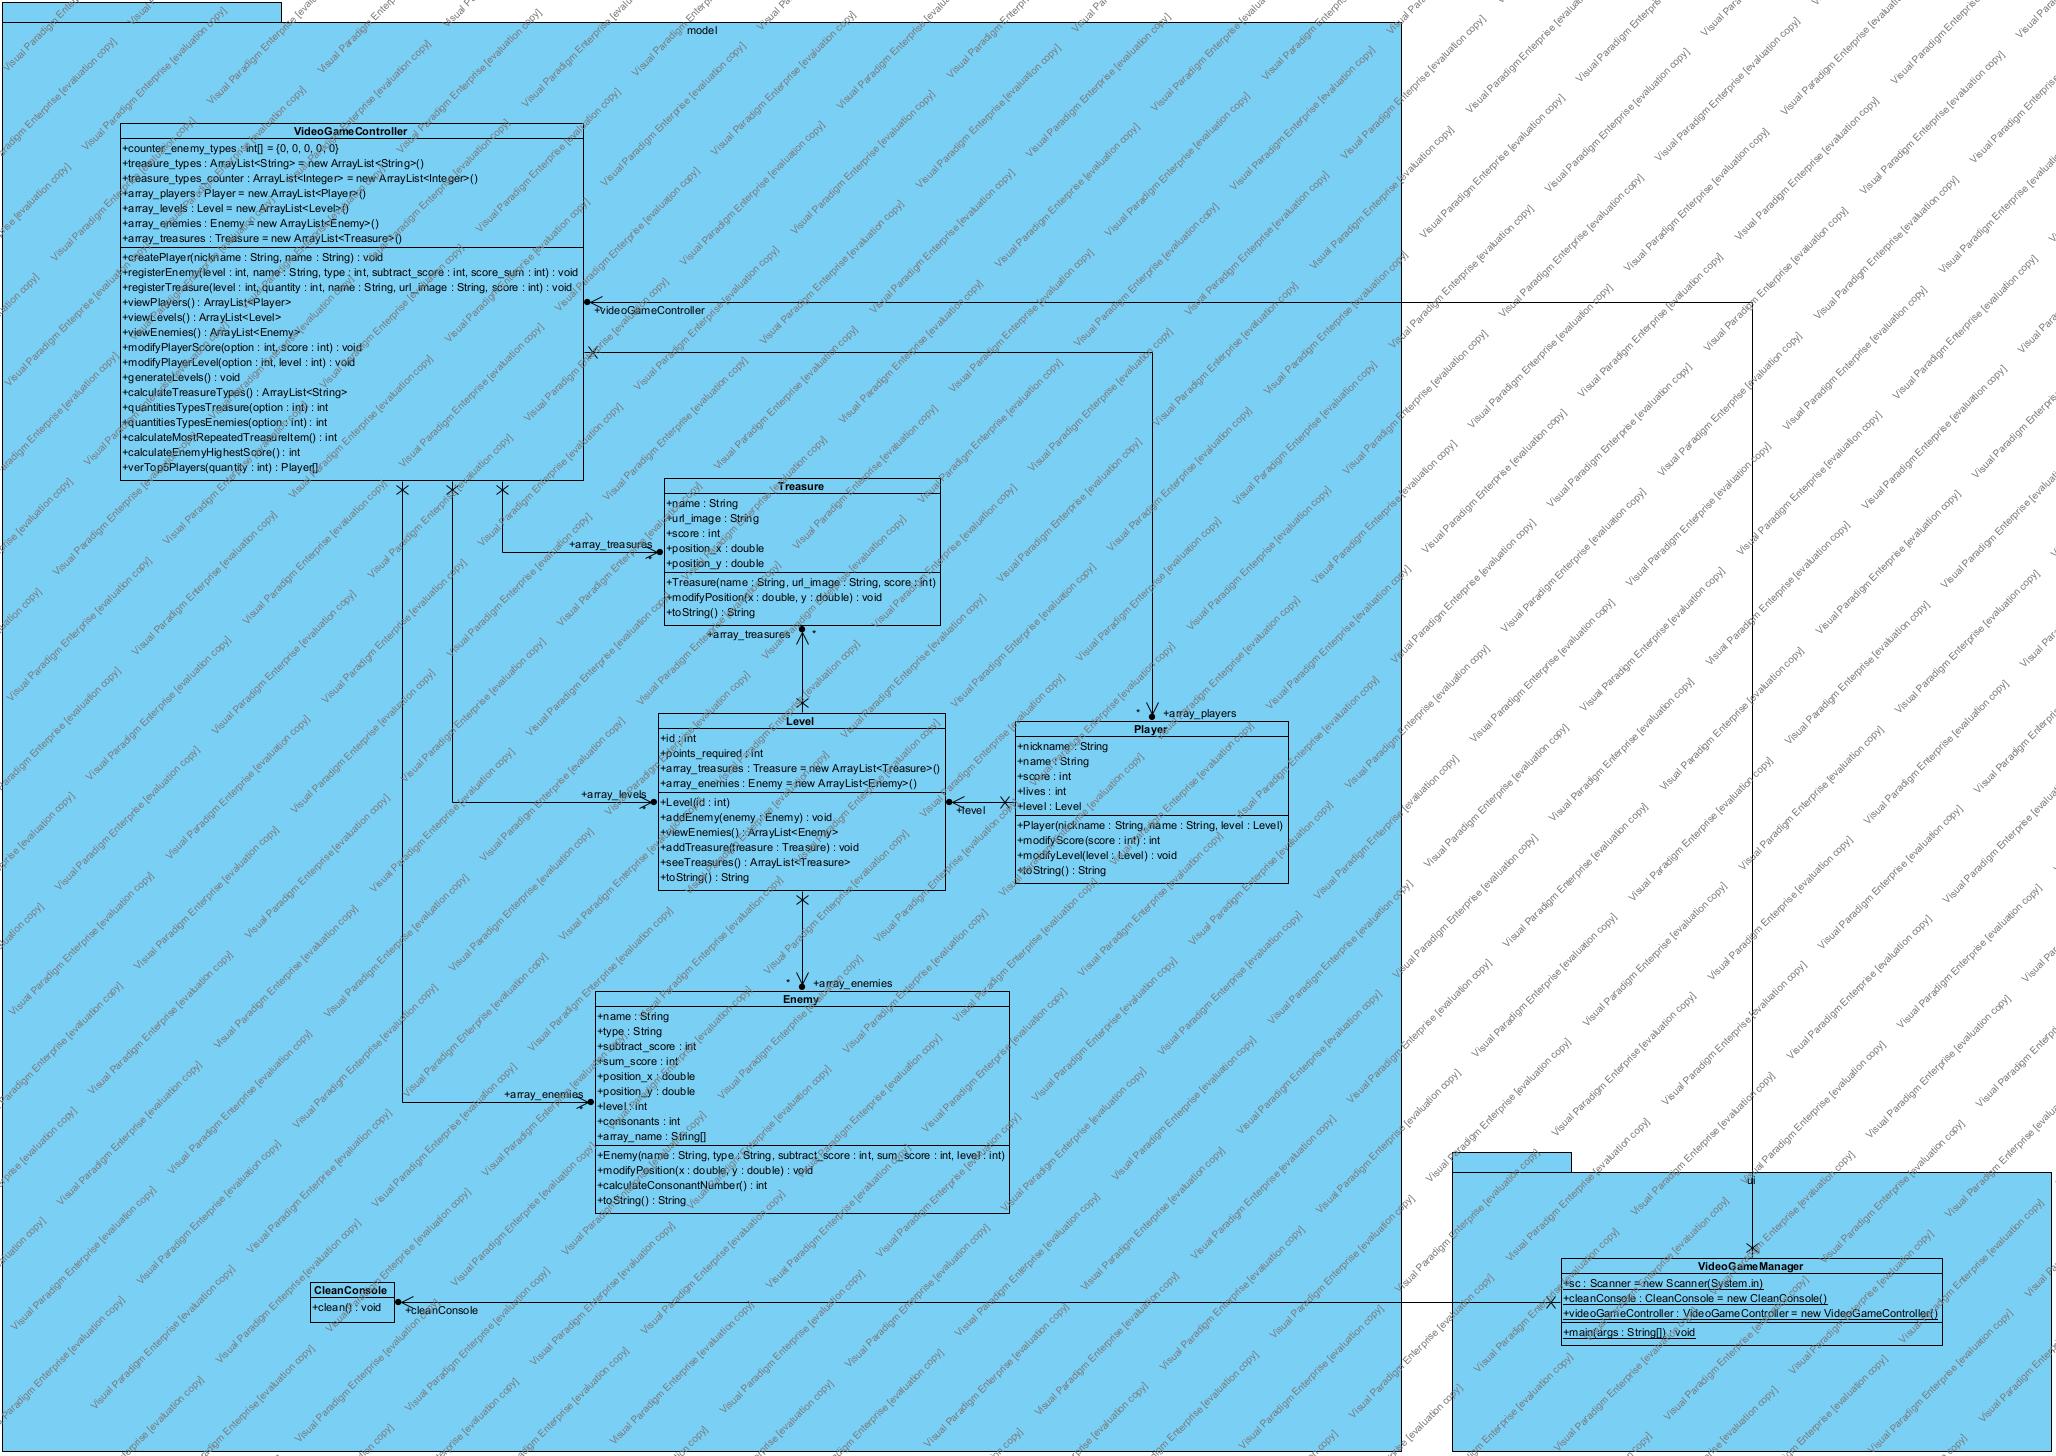 model
VideoGameController
+counter_enemy_types : int[] = {0, 0, 0, 0, 0}
+treasure_types : ArrayList<String> = new ArrayList<String>()
+treasure_types_counter : ArrayList<Integer> = new ArrayList<Integer>()
+array_players : Player = new ArrayList<Player>()
+array_levels : Level = new ArrayList<Level>()
+array_enemies : Enemy = new ArrayList<Enemy>()
+array_treasures : Treasure = new ArrayList<Treasure>()
+createPlayer(nickname : String, name : String) : void
+registerEnemy(level : int, name : String, type : int, subtract_score : int, score_sum : int) : void
+registerTreasure(level : int, quantity : int, name : String, url_image : String, score : int) : void
+viewPlayers() : ArrayList<Player>
+viewLevels() : ArrayList<Level>
+viewEnemies() : ArrayList<Enemy>
+modifyPlayerScore(option : int, score : int) : void
+modifyPlayerLevel(option : int, level : int) : void
+generateLevels() : void
+calculateTreasureTypes() : ArrayList<String>
+quantitiesTypesTreasure(option : int) : int
+quantitiesTypesEnemies(option : int) : int
+calculateMostRepeatedTreasureItem() : int
+calculateEnemyHighestScore() : int
+verTop5Players(quantity : int) : Player[]
+videoGameController
Treasure
+name : String
+url_image : String
+score : int
+position_x : double
+position_y : double
+Treasure(name : String, url_image : String, score : int)
+modifyPosition(x : double, y : double) : void
+toString() : String
+array_treasures
*
+array_treasures
*
Level
+id : int
+points_required : int
+array_treasures : Treasure = new ArrayList<Treasure>()
+array_enemies : Enemy = new ArrayList<Enemy>()
+Level(id : int)
+addEnemy(enemy : Enemy) : void
+viewEnemies() : ArrayList<Enemy>
+addTreasure(treasure : Treasure) : void
+seeTreasures() : ArrayList<Treasure>
+toString() : String
+array_levels
*
+level
* +array_players
Player
+nickname : String
+name : String
+score : int
+lives : int
+level : Level
+Player(nickname : String, name : String, level : Level)
+modifyScore(score : int) : int
+modifyLevel(level : Level) : void
+toString() : String
* +array_enemies
Enemy
+name : String
+type : String
+subtract_score : int
+sum_score : int
+position_x : double
+position_y : double
+level : int
+consonants : int
+array_name : String[]
+Enemy(name : String, type : String, subtract_score : int, sum_score : int, level : int)
+modifyPosition(x : double, y : double) : void
+calculateConsonantNumber() : int
+toString() : String
+array_enemies
*
CleanConsole
+clean() : void
+cleanConsole
ui
VideoGameManager
+sc : Scanner = new Scanner(System.in)
+cleanConsole : CleanConsole = new CleanConsole()
+videoGameController : VideoGameController = new VideoGameController()
+main(args : String[]) : void
Visual Paradigm Enterprise [evaluation copy]